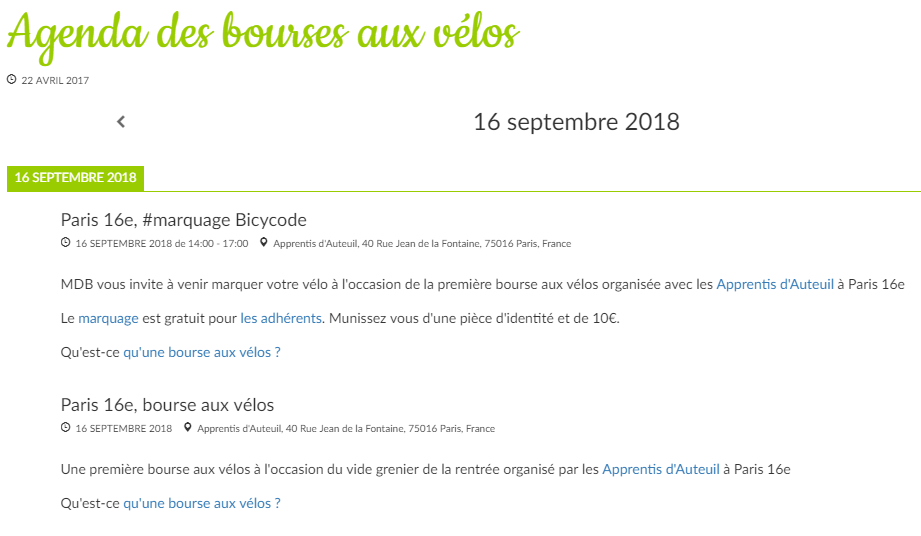 Agenda des bourses aux vélos
22 AVRIL 2017
16 septembre 2018
16 SEPTEMBRE 2018
Paris 16e, #marquage Bicycode
16 SEPTEMBRE 2018 de 14:00 - 17:00 Apprentis d'Auteuil, 40 Rue Jean de la Fontaine, 75016 Paris, France
MDB vous invite à venir marquer votre vélo à l'occasion de la première bourse aux vélos organisée avec les Apprentis d'Auteuil à Paris 16e
Le marquage est gratuit pour les adhérents. Munissez vous d'une pièce d'identité et de 10€.
Qu'est-ce qu'une bourse aux vélos ?
Paris 16e, bourse aux vélos
16 SEPTEMBRE 2018 Apprentis d'Auteuil, 40 Rue Jean de la Fontaine, 75016 Paris, France
Une première bourse aux vélos à l'occasion du vide grenier de la rentrée organisé par les Apprentis d'Auteuil à Paris 16e
Qu'est-ce qu'une bourse aux vélos ?